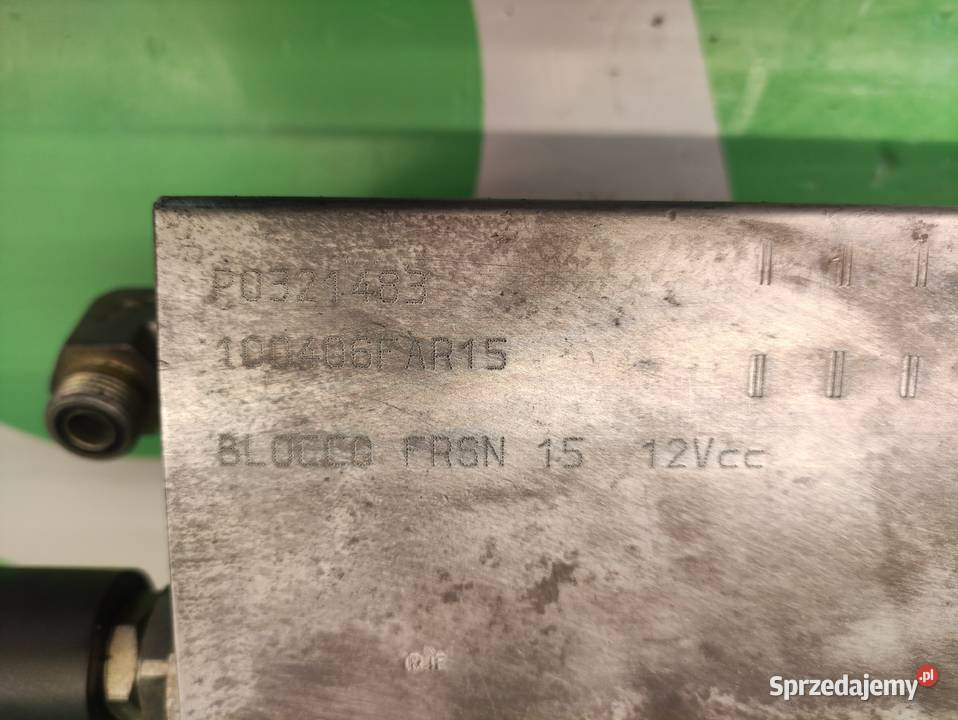 P0321483
100406FAR15
BLOCCO FRSN 15 12Vcc
Sprzedajemy.pl